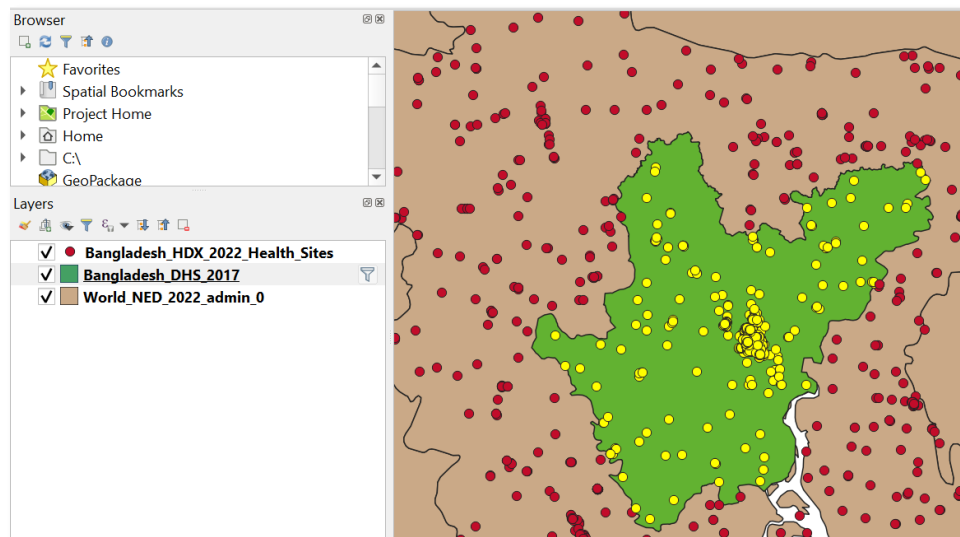 Browser
Favorites
Spatial Bookmarks
Project Home
Home
C:\
GeoPackage
Layers
Bangladesh_HDX_2022_Health_Sites
Bangladesh_DHS_2017
World_NED_2022_admin_0